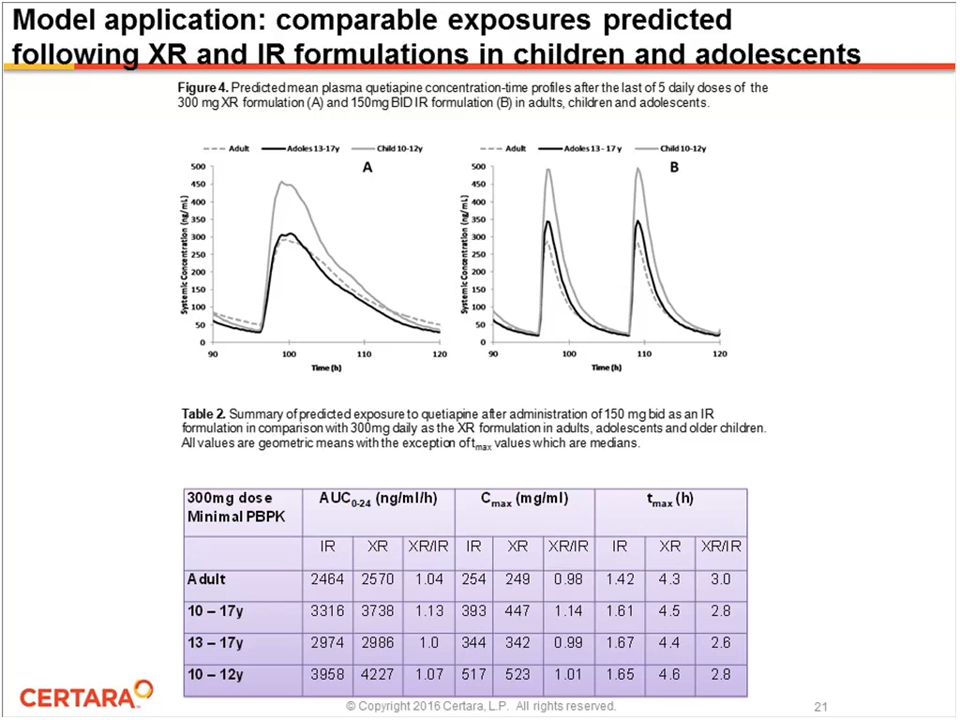 Model application: comparable exposures predicted
following XR and IR formulations in children and adolescents
Figure 4. Predicted mean plasma quetiapine concentration-time profiles after the last of 5 daily doses of the
300 mg XR formulation (A) and 150mg BID IR formulation (B) in adults, children and adolescents.
Adult Adoles 13-17y Child 10-12y
A
Systemic Concentration (ng/mL)
500
450
400
350
300
250
200
150
100
50
0
90 100 110 120
Time (h)
Adult Adoles 13 - 17 y Child 10-12y
B
Systemic Concentration (ng/mL)
500
450
400
350
300
250
200
150
100
50
0
90 100 110 120
Time (h)
Table 2. Summary of predicted exposure to quetiapine after administration of 150 mg bid as an IR
formulation in comparison with 300mg daily as the XR formulation in adults, adolescents and older children.
All values are geometric means with the exception of tmax values which are medians.
300mg dose AUC0-24 (ng/ml/h) Cmax (mg/ml) tmax (h)
Minimal PBPK
IR XR XR/IR IR XR XR/IR IR XR XR/IR
Adult 2464 2570 1.04 254 249 0.98 1.42 4.3 3.0
10 – 17y 3316 3738 1.13 393 447 1.14 1.61 4.5 2.8
13 – 17y 2974 2986 1.0 344 342 0.99 1.67 4.4 2.6
10 – 12y 3958 4227 1.07 517 523 1.01 1.65 4.6 2.8
CERTARA
© Copyright 2016 Certara, L.P. All rights reserved.
21